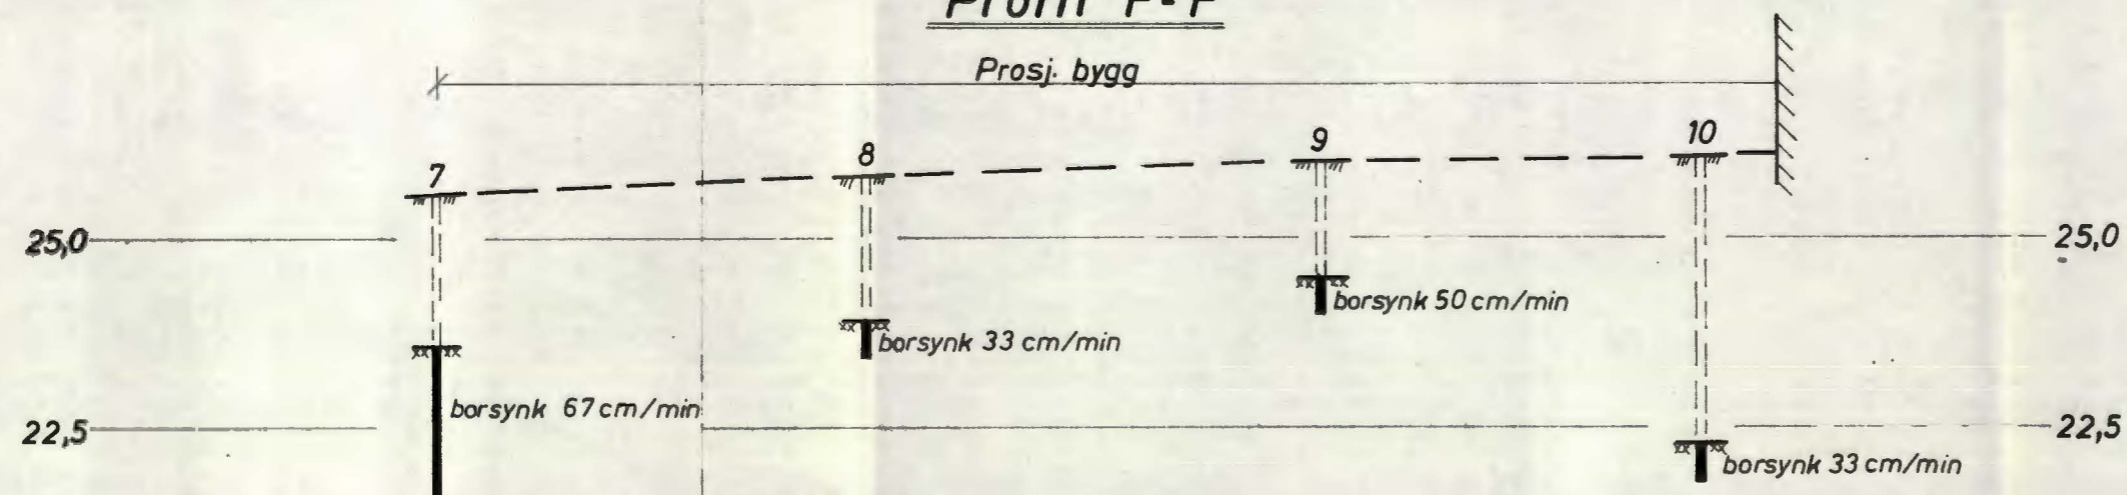 Profil F-F
Prosj. bygg
7
8
9
10
25,0
25,0
borsynk 50 cm/min
borsynk 33 cm/min
borsynk 67 cm/min
22,5
22,5
borsynk 33 cm/min